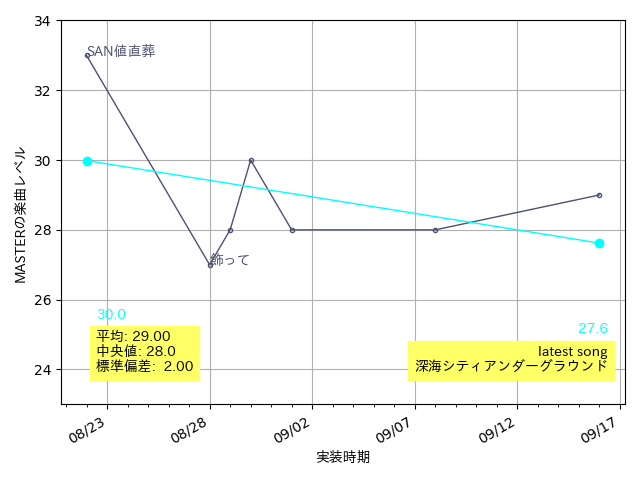 34
32
30
28
26
24
MASTERの楽曲レベル
SAN値直葬
飾って
30.0
平均: 29.00
中央値: 28.0
標準偏差: 2.00
27.6
latest song
深海シティアンダーグラウンド
08/23
08/28
09/02
09/07
09/12
09/17
実装時期